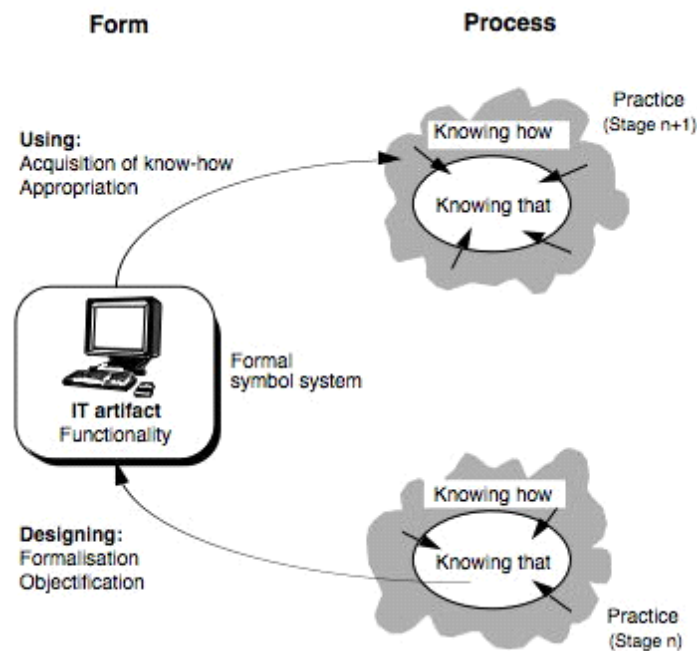 Form
Process
Practice
(Stage n+1)
Knowing how
Knowing that
Using:
Acquisition of know-how
Appropriation
Formal
symbol system
IT artifact
Functionality
Designing:
Formalisation
Objectification
Knowing how
Knowing that
Practice
(Stage n)